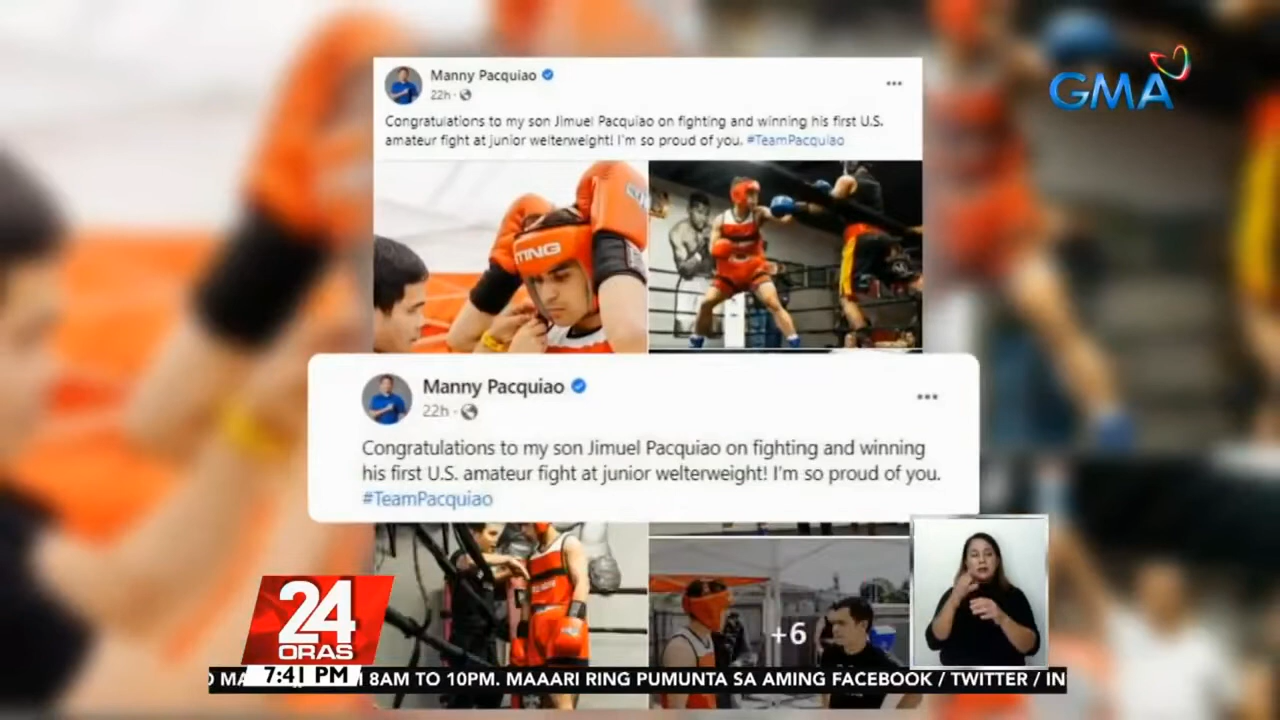 GMA
Manny Pacquiao
22h ·
Congratulations to my son Jimuel Pacquiao on fighting and winning his first U.S.
amateur fight at junior welterweight! I'm so proud of you. #TeamPacquiao
TING
Manny Pacquiao
22h ·
Congratulations to my son Jimuel Pacquiao on fighting and winning
his first U.S. amateur fight at junior welterweight! I'm so proud of you.
#TeamPacquiao
+6
24
ORAS
7:41 PM
8AM TO 10PM. MAAARI RING PUMUNTA SA AMING FACEBOOK / TWITTER / IN